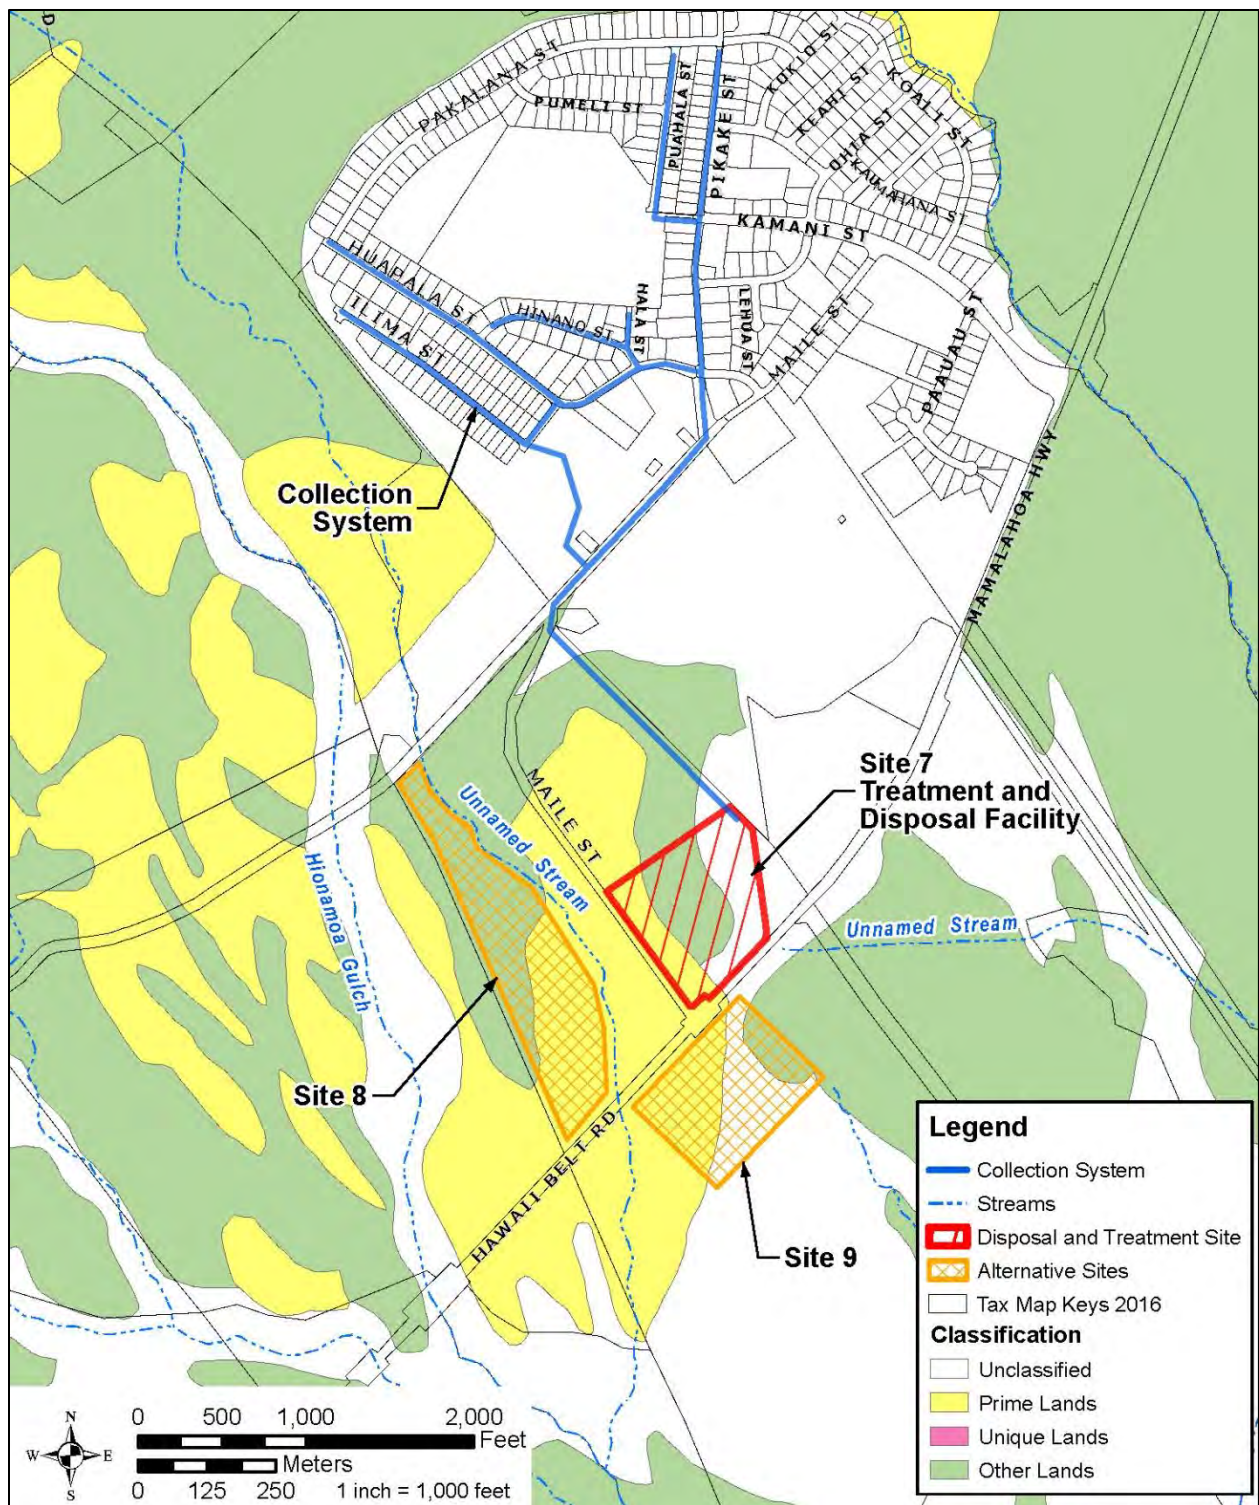 D
PAKALANA ST
PUMELI ST
PUAHALA ST
PIKAKE ST
KOKIO ST
KEAHI ST
KOALI ST
OHIA ST
KAUMAHANA ST
KAMANI ST
HUAPALA ST
ILIMA ST
HINANO ST
HALA ST
LEHUA ST
MAILE ST
PAAUAU ST
MAMALAHOA HWY
Collection
System
Site 7
Treatment and
Disposal Facility
MAILE ST
Unnamed Stream
Unnamed Stream
Hionamoa Gulch
Site 8
HAWAII BELT RD
Site 9
Legend
Collection System
Streams
Disposal and Treatment Site
Alternative Sites
Tax Map Keys 2016
Classification
Unclassified
Prime Lands
Unique Lands
Other Lands
N
W E
S
0 500 1,000 2,000
Feet
Meters
0 125 250 1 inch = 1,000 feet